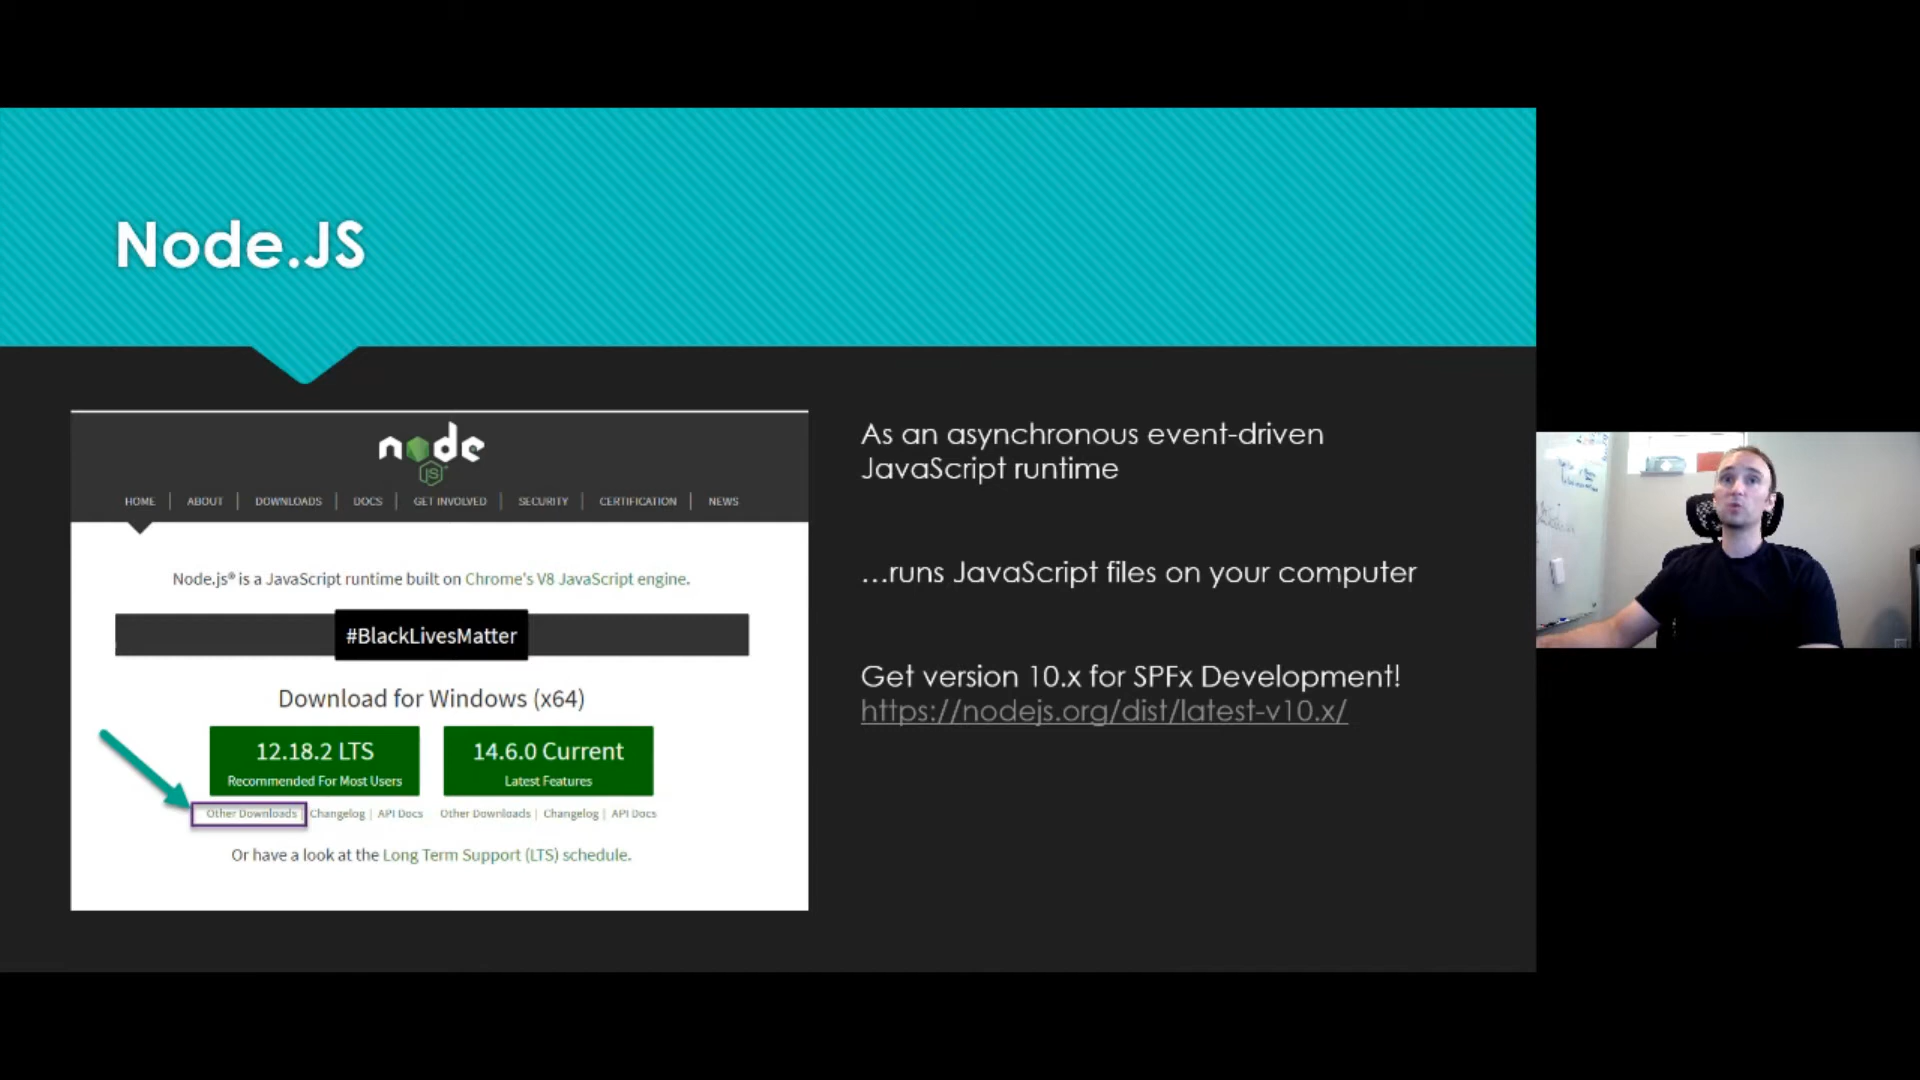 Node.JS
node
JS
HOME | ABOUT | DOWNLOADS | DOCS | GET INVOLVED | SECURITY | CERTIFICATION | NEWS
Node.js® is a JavaScript runtime built on Chrome's V8 JavaScript engine.
#BlackLivesMatter
Download for Windows (x64)
12.18.2 LTS
Recommended For Most Users
14.6.0 Current
Latest Features
Other Downloads | Changelog | API Docs
Other Downloads | Changelog | API Docs
Or have a look at the Long Term Support (LTS) schedule.
As an asynchronous event-driven
JavaScript runtime
...runs JavaScript files on your computer
Get version 10.x for SPFx Development!
https://nodejs.org/dist/latest-v10.x/